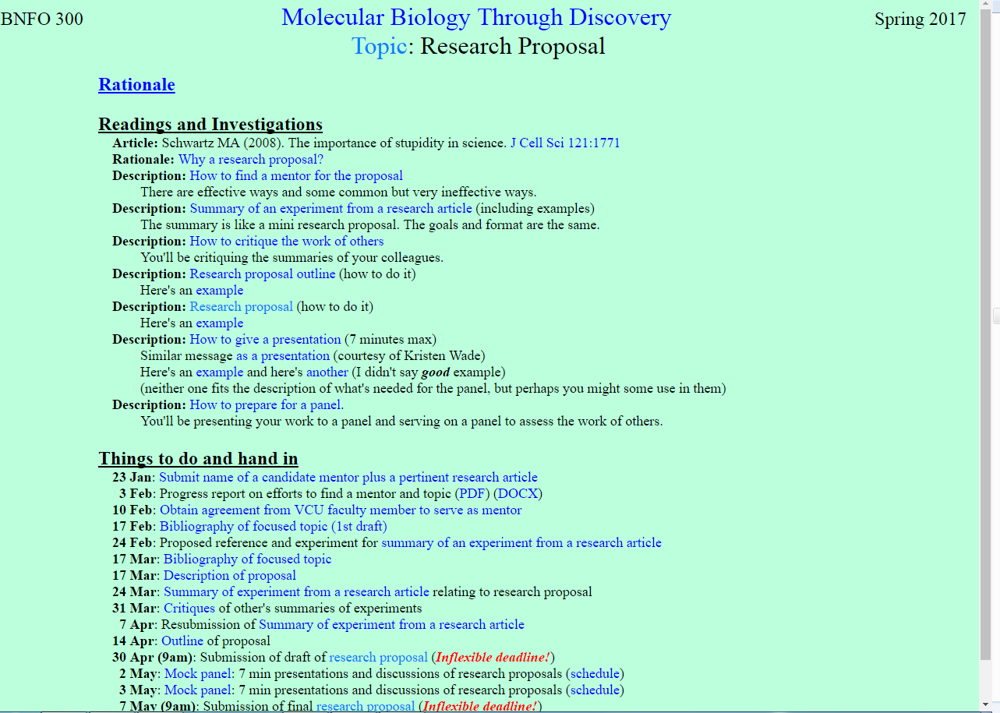 BNFO 300 Molecular Biology Through Discovery Spring 2017
Topic: Research Proposal
Rationale
Readings and Investigations
Article: Schwartz MA (2008). The importance of stupidity in science. J Cell Sci 121:1771
Rationale: Why a research proposal?
Description: How to find a mentor for the proposal
There are effective ways and some common but very ineffective ways.
Description: Summary of an experiment from a research article (including examples)
The summary is like a mini research proposal. The goals and format are the same.
Description: How to critique the work of others
You'll be critiquing the summaries of your colleagues.
Description: Research proposal outline (how to do it)
Here's an example
Description: Research proposal (how to do it)
Here's an example
Description: How to give a presentation (7 minutes max)
Similar message as a presentation (courtesy of Kristen Wade)
Here's an example and here's another (I didn't say good example)
(neither one fits the description of what's needed for the panel, but perhaps you might some use in them)
Description: How to prepare for a panel.
You'll be presenting your work to a panel and serving on a panel to assess the work of others.
Things to do and hand in
23 Jan: Submit name of a candidate mentor plus a pertinent research article
3 Feb: Progress report on efforts to find a mentor and topic (PDF) (DOCX)
10 Feb: Obtain agreement from VCU faculty member to serve as mentor
17 Feb: Bibliography of focused topic (1st draft)
24 Feb: Proposed reference and experiment for summary of an experiment from a research article
17 Mar: Bibliography of focused topic
17 Mar: Description of proposal
24 Mar: Summary of experiment from a research article relating to research proposal
31 Mar: Critiques of other's summaries of experiments
7 Apr: Resubmission of Summary of experiment from a research article
14 Apr: Outline of proposal
30 Apr (9am): Submission of draft of research proposal (Inflexible deadline!)
2 May: Mock panel: 7 min presentations and discussions of research proposals (schedule)
3 May: Mock panel: 7 min presentations and discussions of research proposals (schedule)
7 May (9am): Submission of final research proposal (Inflexible deadline!)